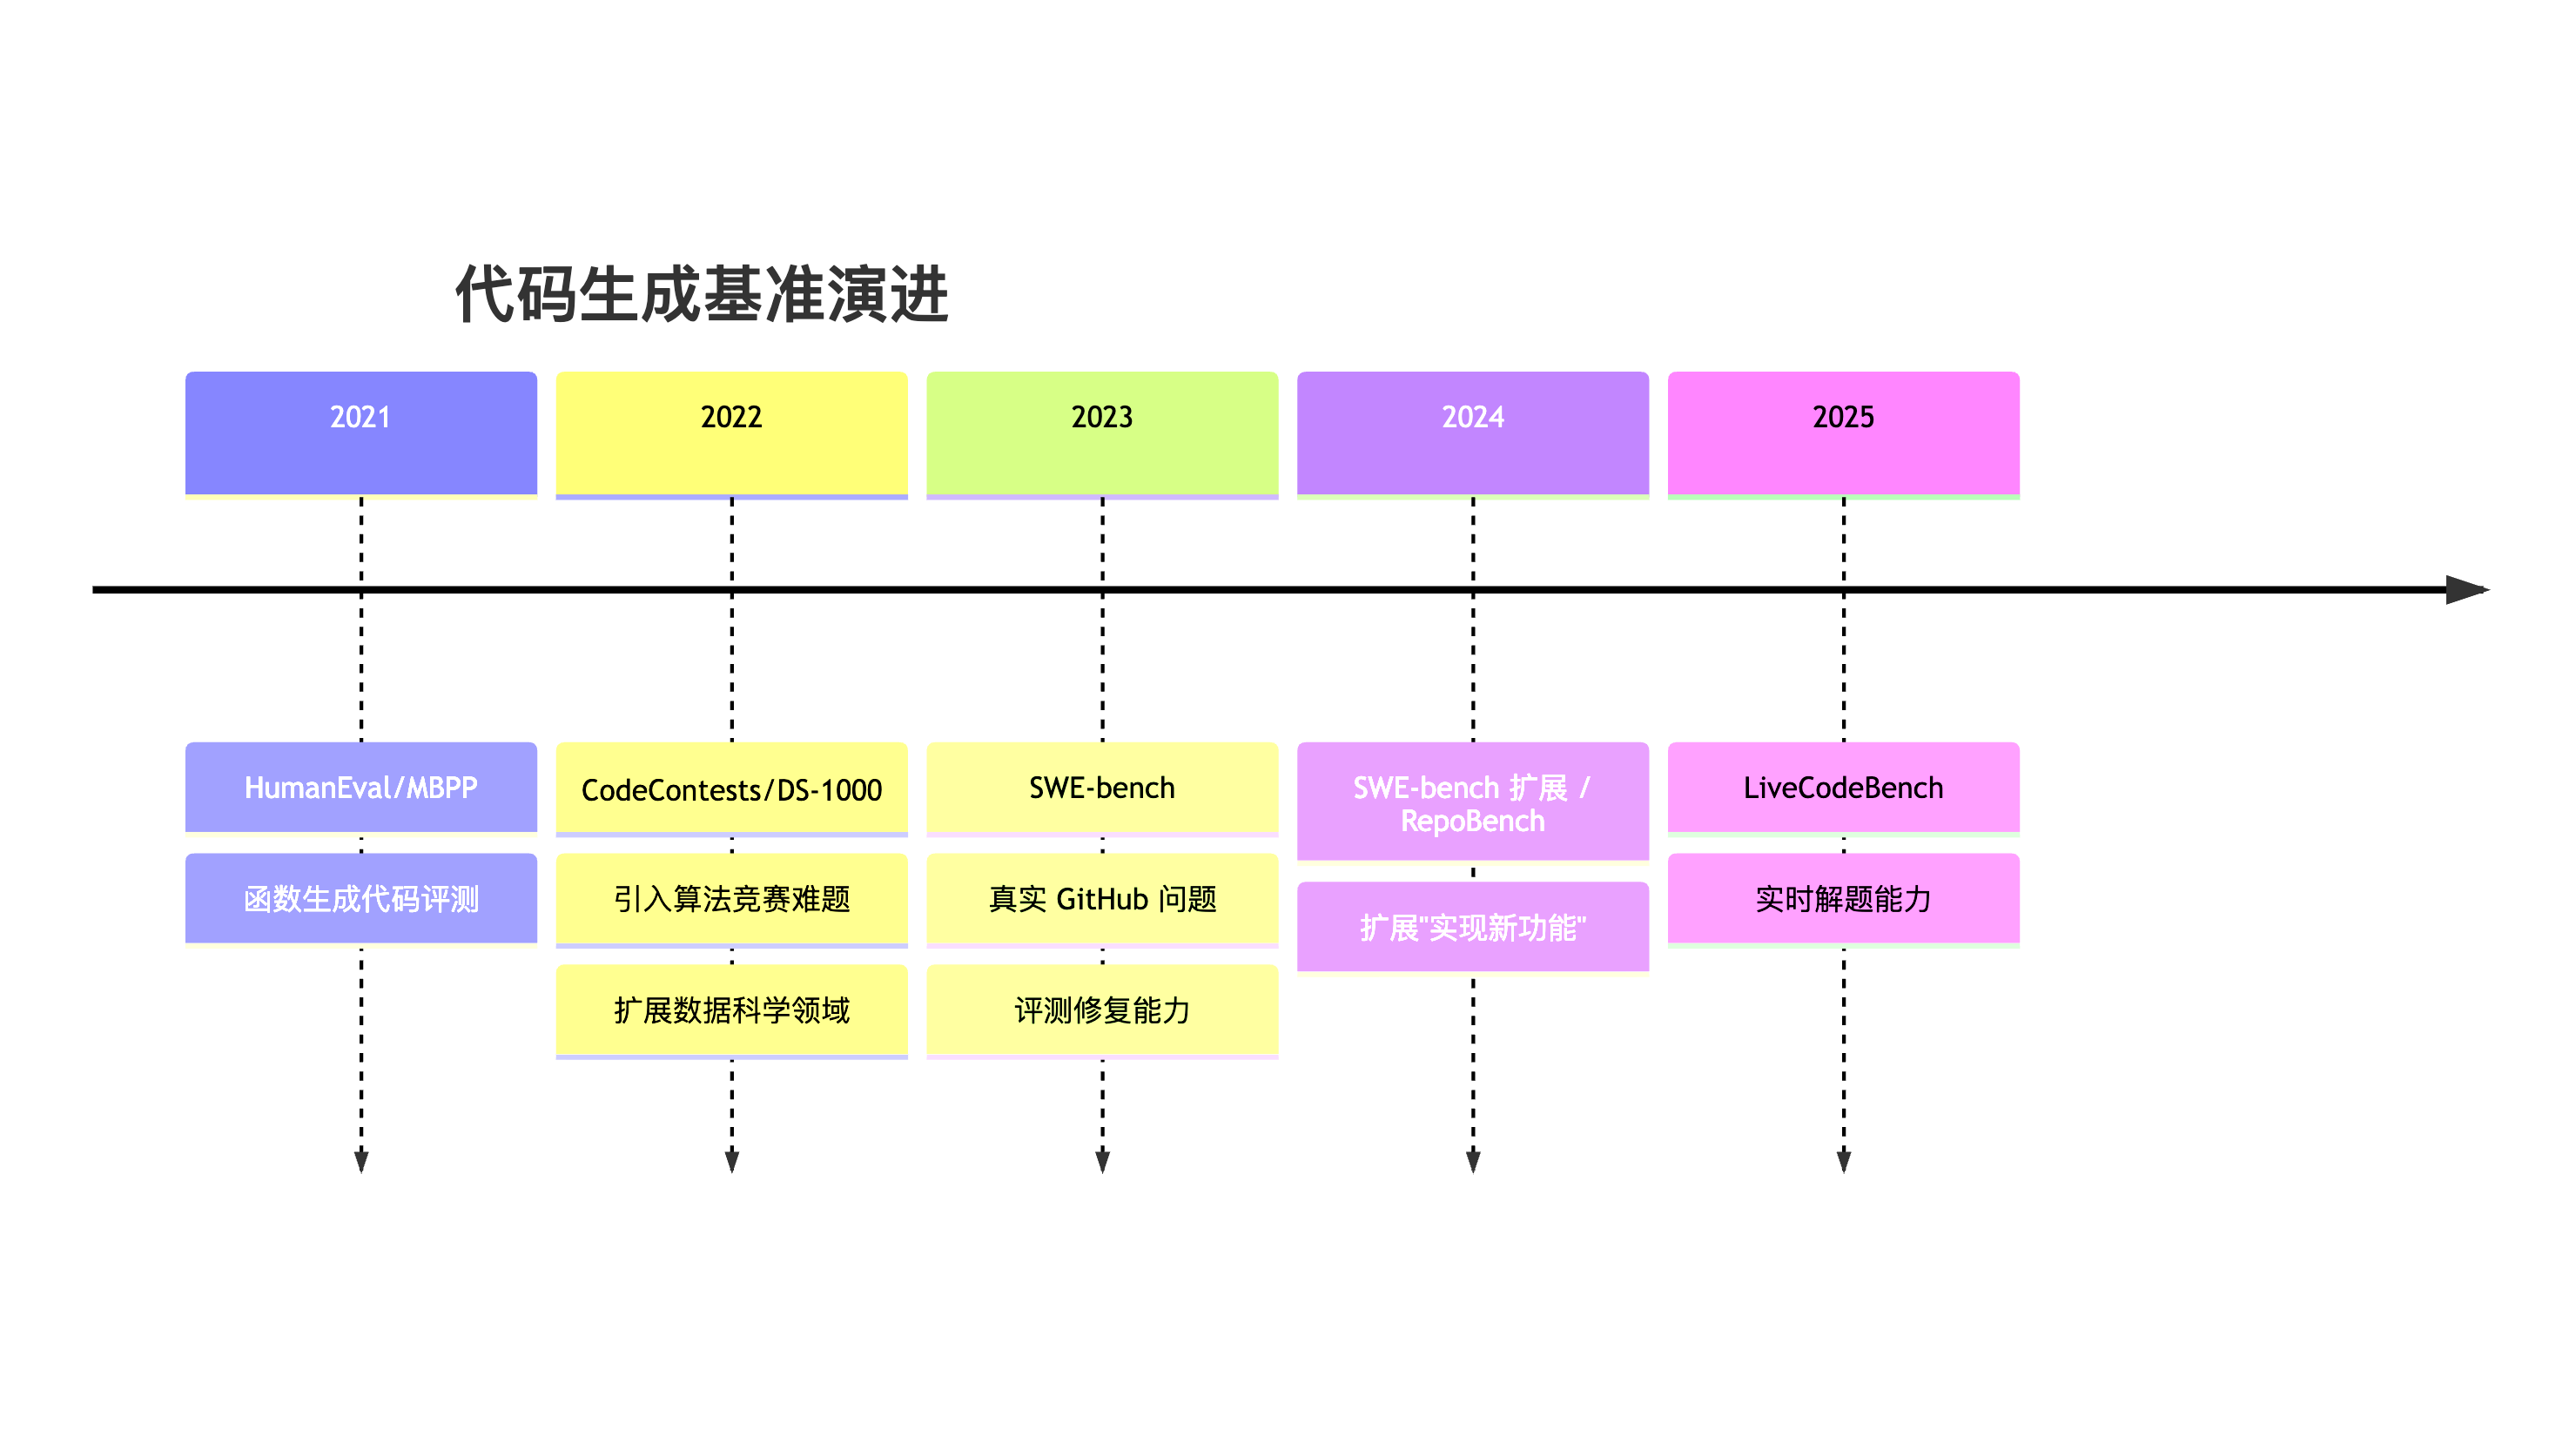 代码生成基准演进
2021
2022
2023
2024
2025
HumanEval/MBPP
函数生成代码评测
CodeContests/DS-1000
引入算法竞赛难题
扩展数据科学领域
SWE-bench
真实 GitHub 问题
评测修复能力
SWE-bench 扩展 /
RepoBench
扩展"实现新功能"
LiveCodeBench
实时解题能力